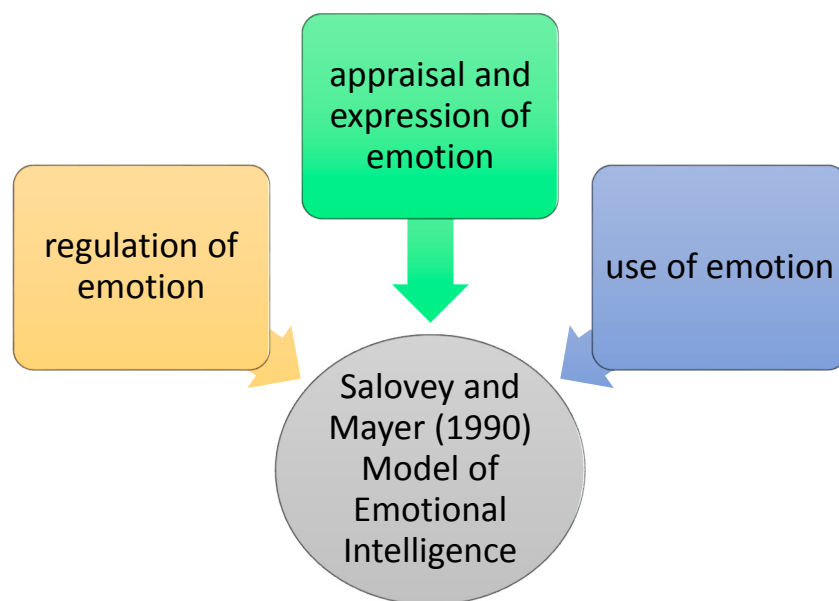 appraisal and
expression of
emotion
regulation of
emotion
use of emotion
Salovey and
Mayer (1990)
Model of
Emotional
Intelligence